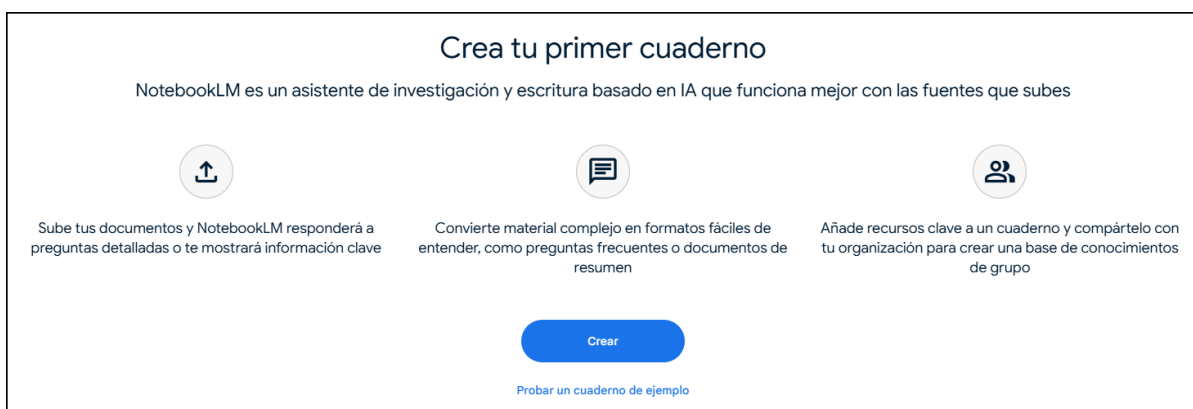 Crea tu primer cuaderno
NotebookLM es un asistente de investigación y escritura basado en IA que funciona mejor con las fuentes que subes
Sube tus documentos y NotebookLM responderá a
preguntas detalladas o te mostrará información clave
Convierte material complejo en formatos fáciles de
entender, como preguntas frecuentes o documentos de
resumen
Añade recursos clave a un cuaderno y compártelo con
tu organización para crear una base de conocimientos
de grupo
Crear
Probar un cuaderno de ejemplo